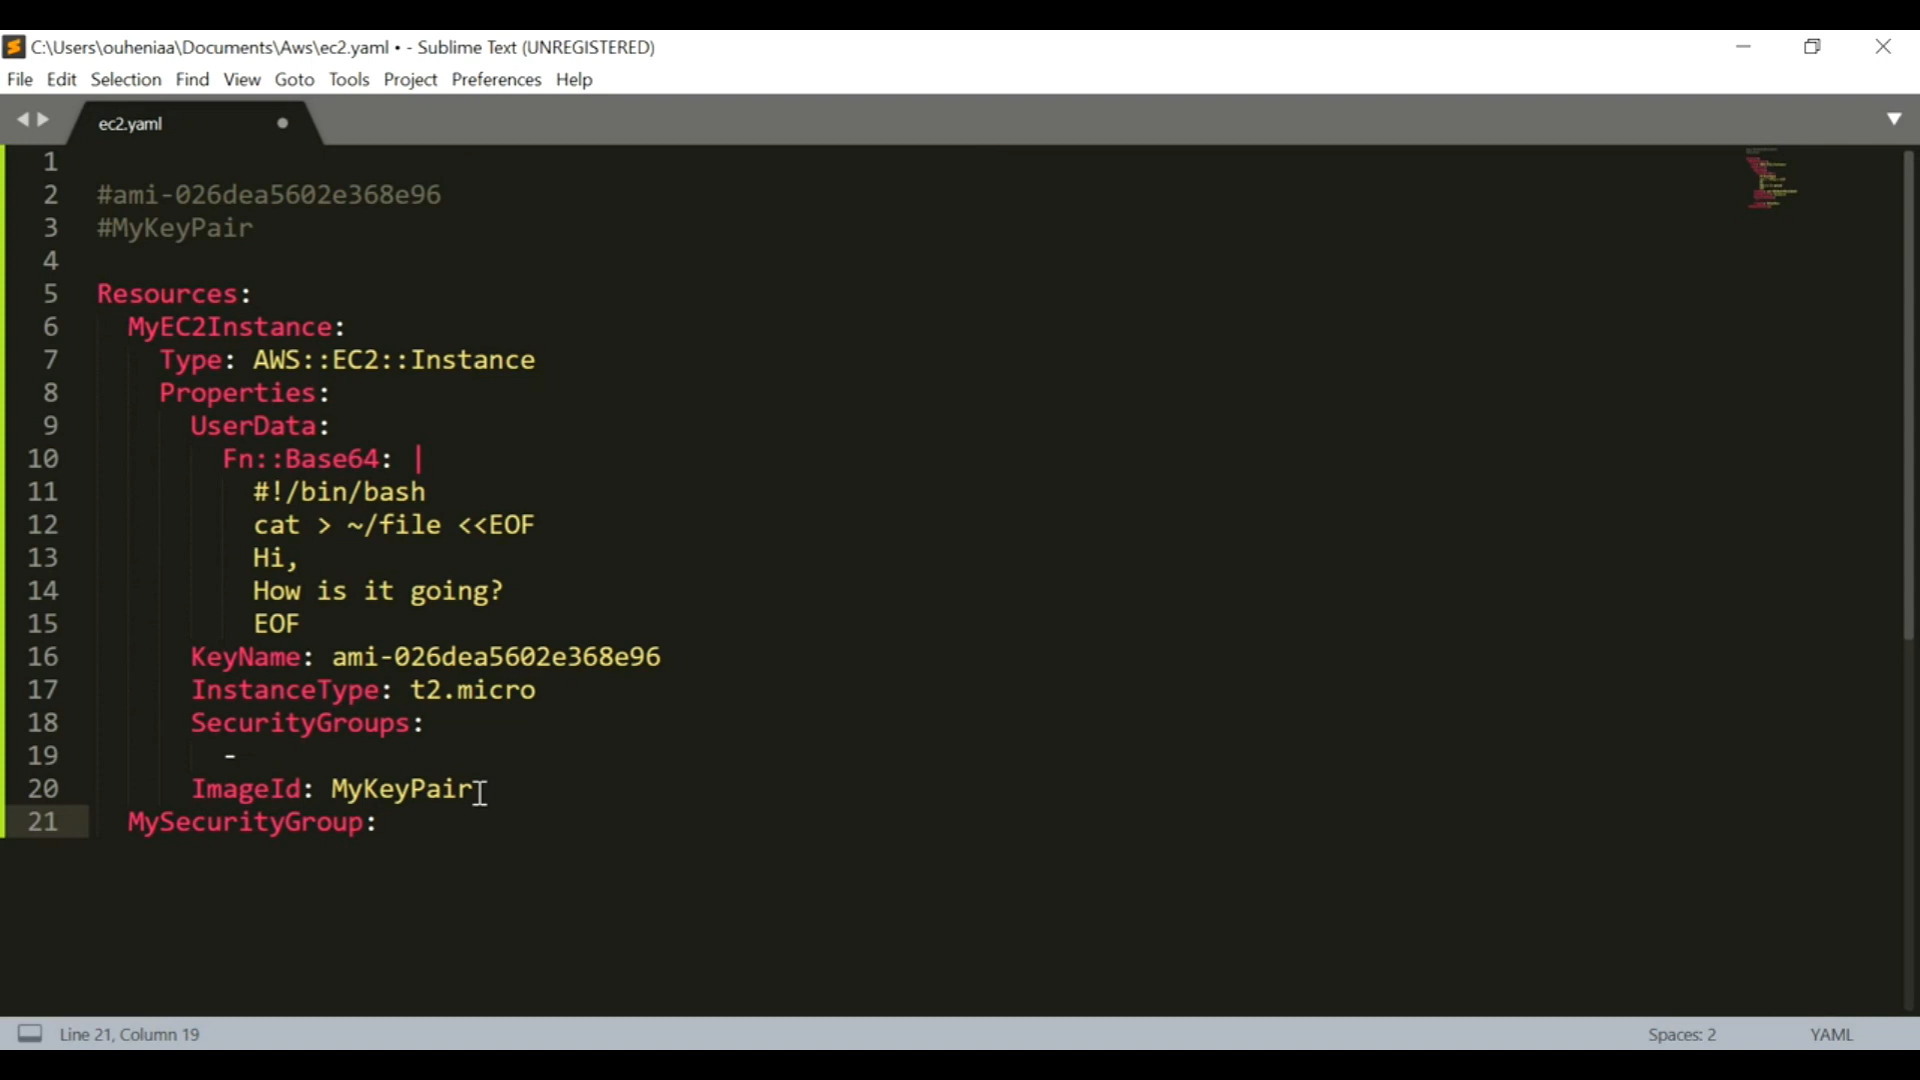 C:\Users\ouheniaa\Documents\Aws\ec2.yaml • - Sublime Text (UNREGISTERED)
File Edit Selection Find View Goto Tools Project Preferences Help
ec2.yaml
1
2 #ami-026dea5602e368e96
3 #MyKeyPair
4
5 Resources:
6 MyEC2Instance:
7 Type: AWS::EC2::Instance
8 Properties:
9 UserData:
10 Fn::Base64: |
11 #!/bin/bash
12 cat > ~/file <<EOF
13 Hi,
14 How is it going?
15 EOF
16 KeyName: ami-026dea5602e368e96
17 InstanceType: t2.micro
18 SecurityGroups:
19 -
20 ImageId: MyKeyPair
21 MySecurityGroup:
Line 21, Column 19 Spaces: 2 YAML